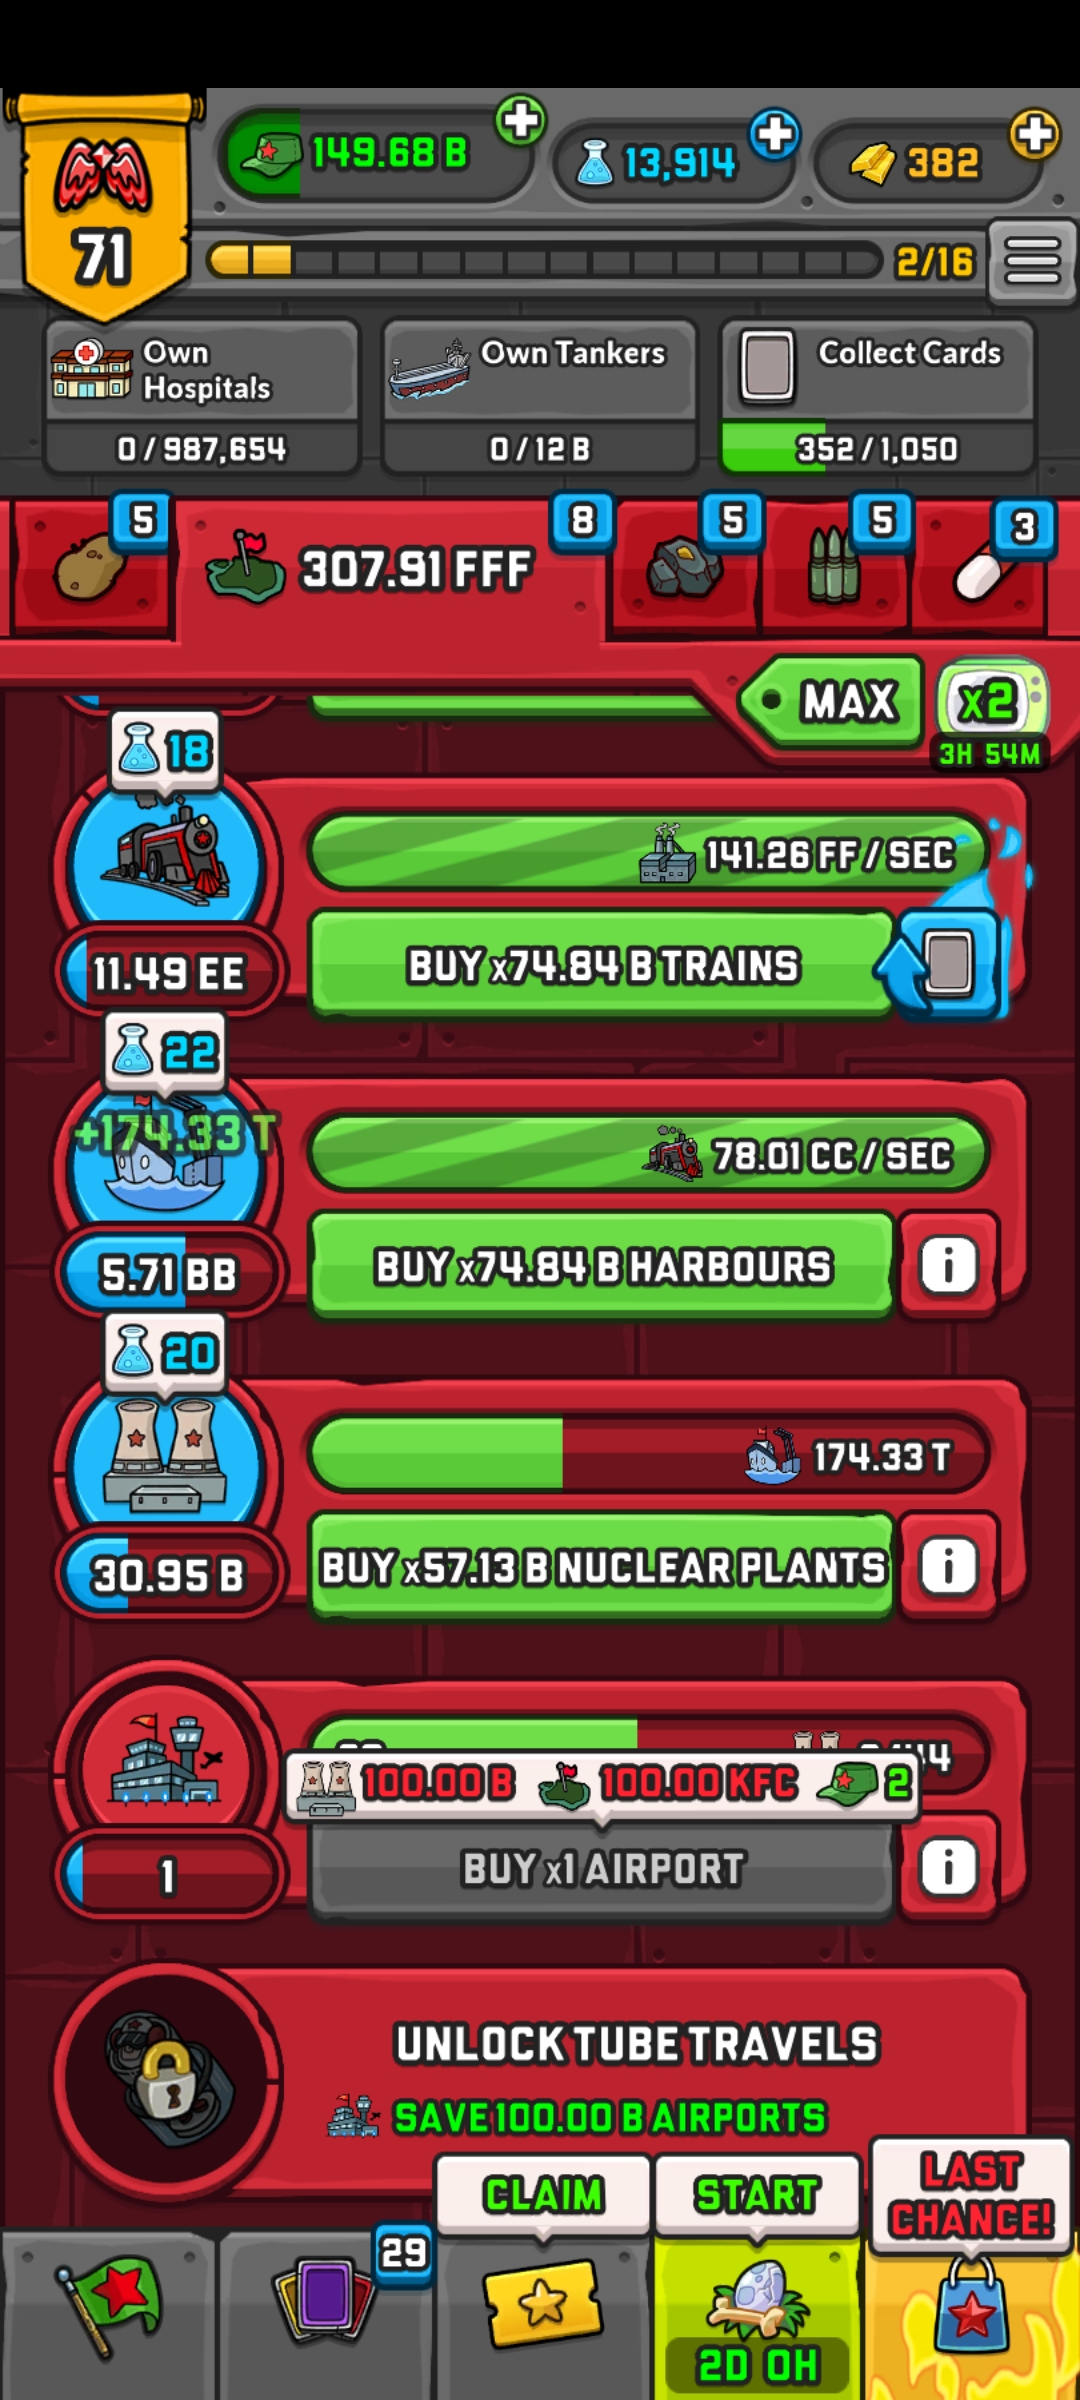 149.68 B
13,914
382
71
2/16
Own
Hospitals
0 / 987,654
Own Tankers
0 / 12 B
Collect Cards
352 / 1,050
5
307.91 FFF
8
5
5
3
MAX
x2
3H 54M
18
141.26 FF / SEC
11.49 EE
BUY x74.84 B TRAINS
22
+174.33 T
78.01 CC / SEC
5.71 BB
BUY x74.84 B HARBOURS
i
20
174.33 T
30.95 B
BUY x57.13 B NUCLEAR PLANTS
i
100.00 B
100.00 KFC
2
1
BUY x1 AIRPORT
i
UNLOCK TUBE TRAVELS
SAVE 100.00 B AIRPORTS
CLAIM
START
LAST
CHANCE!
29
2D 0H